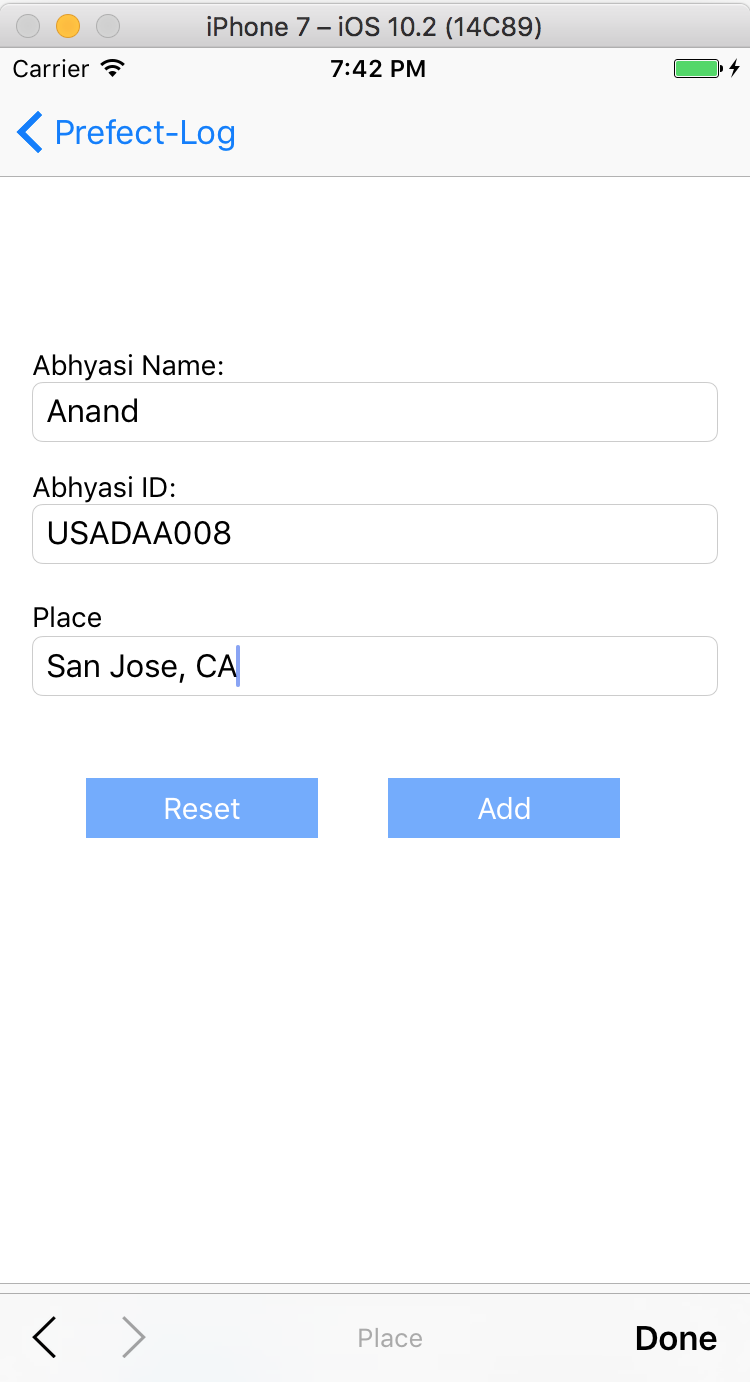 iPhone 7 – iOS 10.2 (14C89)
Carrier 7:42 PM
Prefect-Log
Abhyasi Name:
Anand
Abhyasi ID:
USADAA008
Place
San Jose, CA
Reset Add
Place Done